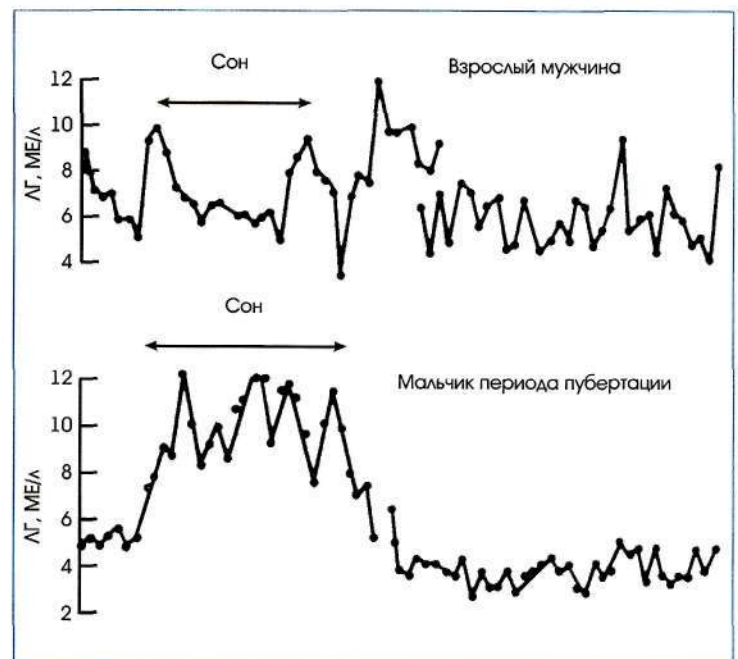 Сон
Взрослый мужчина
ЛГ, МЕ/л
12
10
8
6
4
Сон
Мальчик периода пубертации
ЛГ, МЕ/л
12
10
8
6
4
2